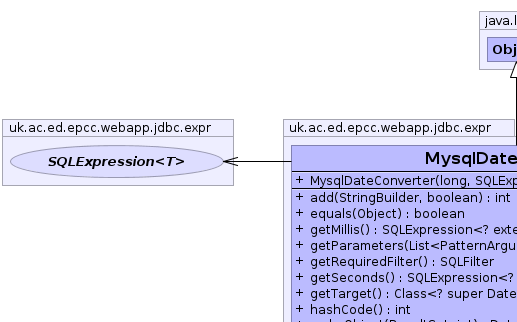 java.l
Obj
uk.ac.ed.epcc.webapp.jdbc.expr
SQLExpression<T>
uk.ac.ed.epcc.webapp.jdbc.expr
MysqlDate
+ MysqlDateConverter(long, SQLExp
+ add(StringBuilder, boolean) : int
+ equals(Object) : boolean
+ getMillis() : SQLExpression<? exte
+ getParameters(List<PatternArgu
+ getRequiredFilter() : SQLFilter
+ getSeconds() : SQLExpression<?
+ getTarget() : Class<? super Date
+ hashCode() : int